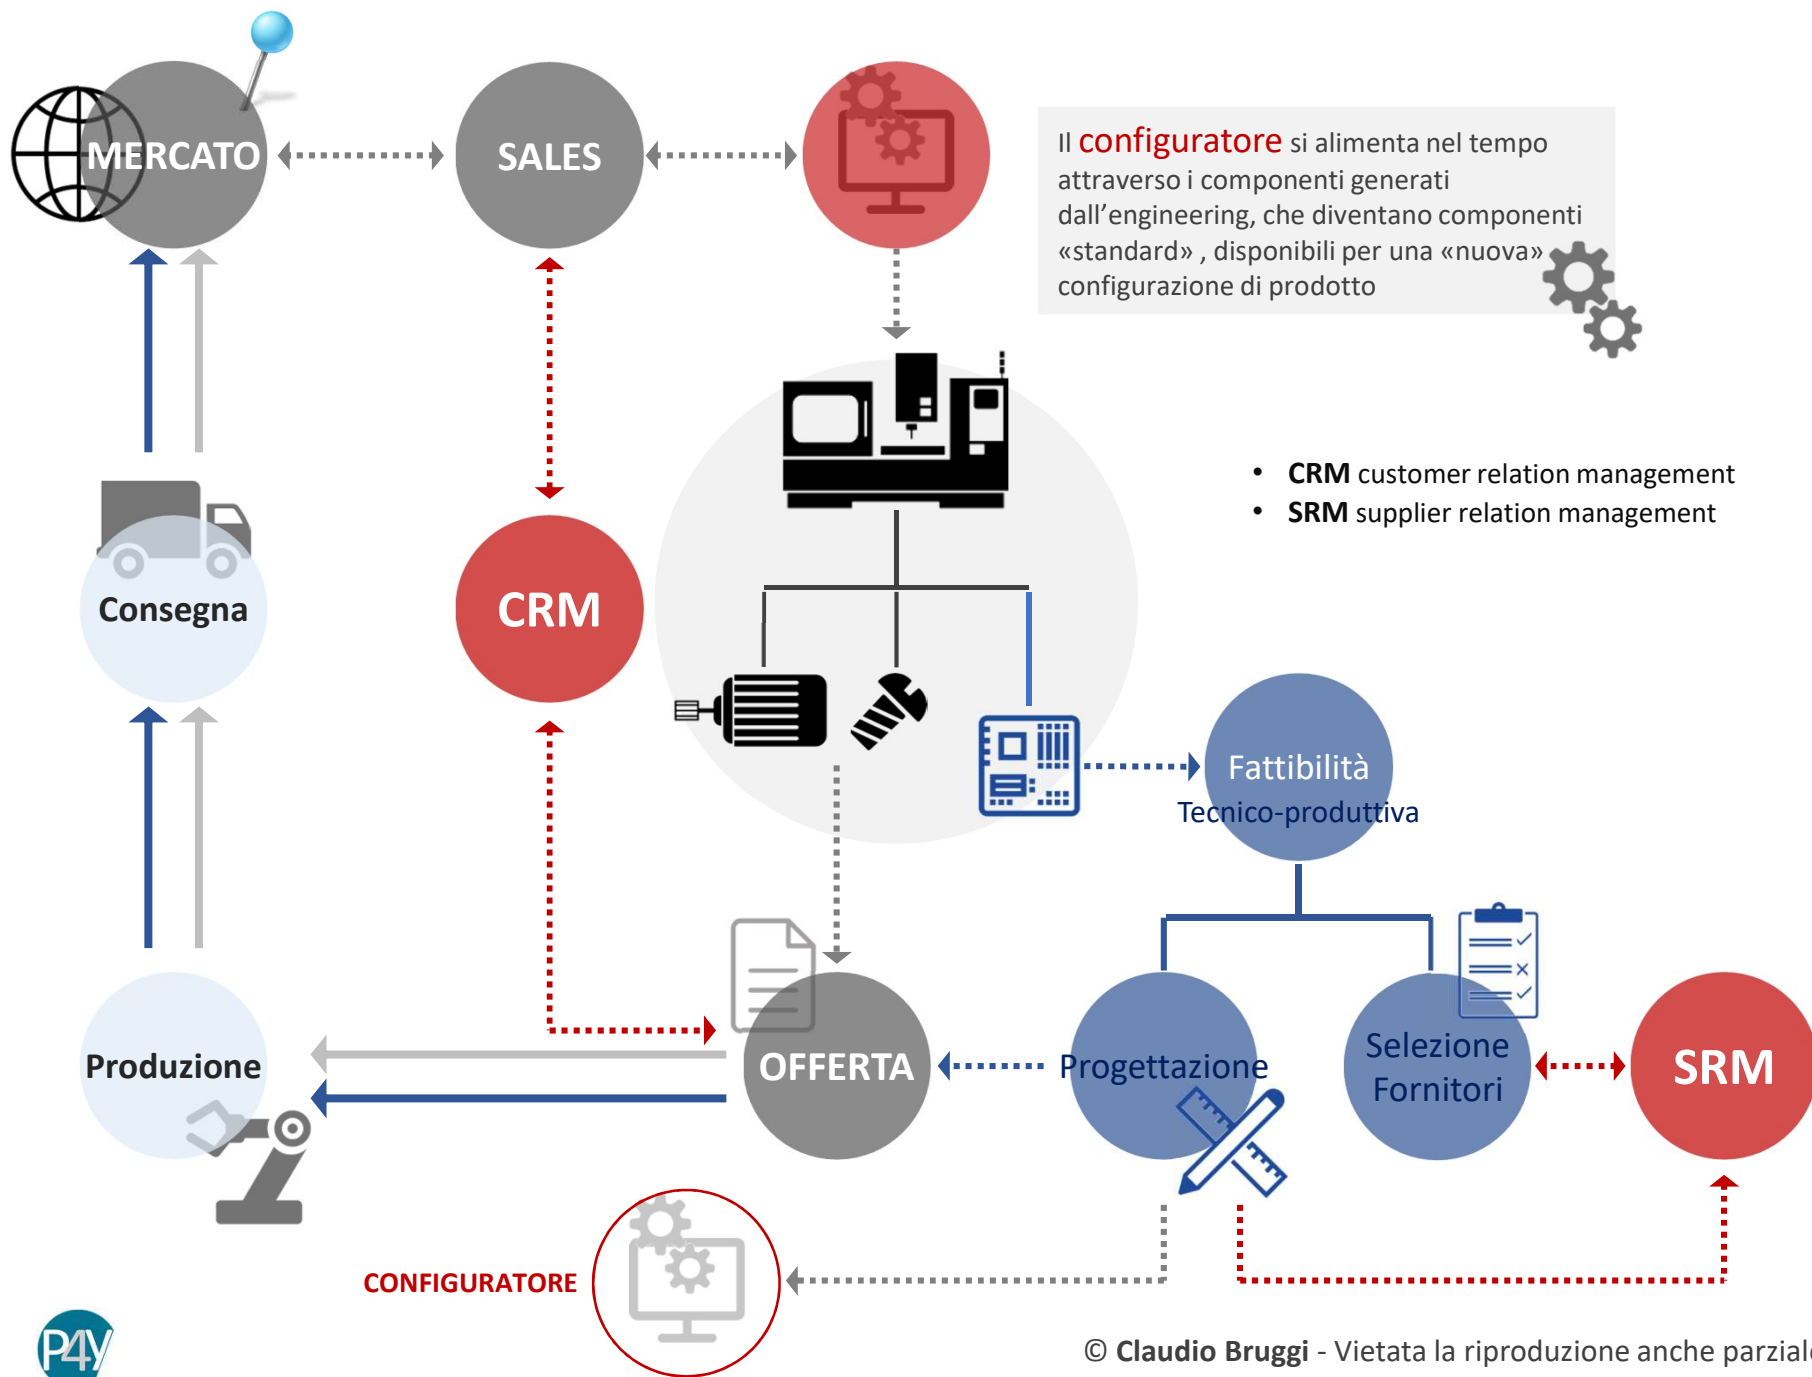 MERCATO
SALES
Il configuratore si alimenta nel tempo
attraverso i componenti generati
dall'engineering, che diventano componenti
«standard» , disponibili per una «nuova»
configurazione di prodotto
• CRM customer relation management
• SRM supplier relation management
Consegna
CRM
Fattibilità
Tecnico-produttiva
Produzione
OFFERTA
Progettazione
Selezione
Fornitori
SRM
CONFIGURATORE
P4Y
© Claudio Bruggi - Vietata la riproduzione anche parziale